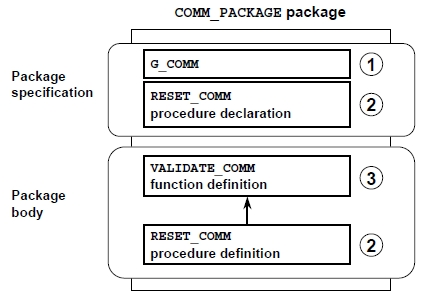 COMM_PACKAGE package
Package
specification
G_COMM
1
RESET_COMM
procedure declaration
2
Package
body
VALIDATE_COMM
function definition
3
RESET_COMM
procedure definition
2